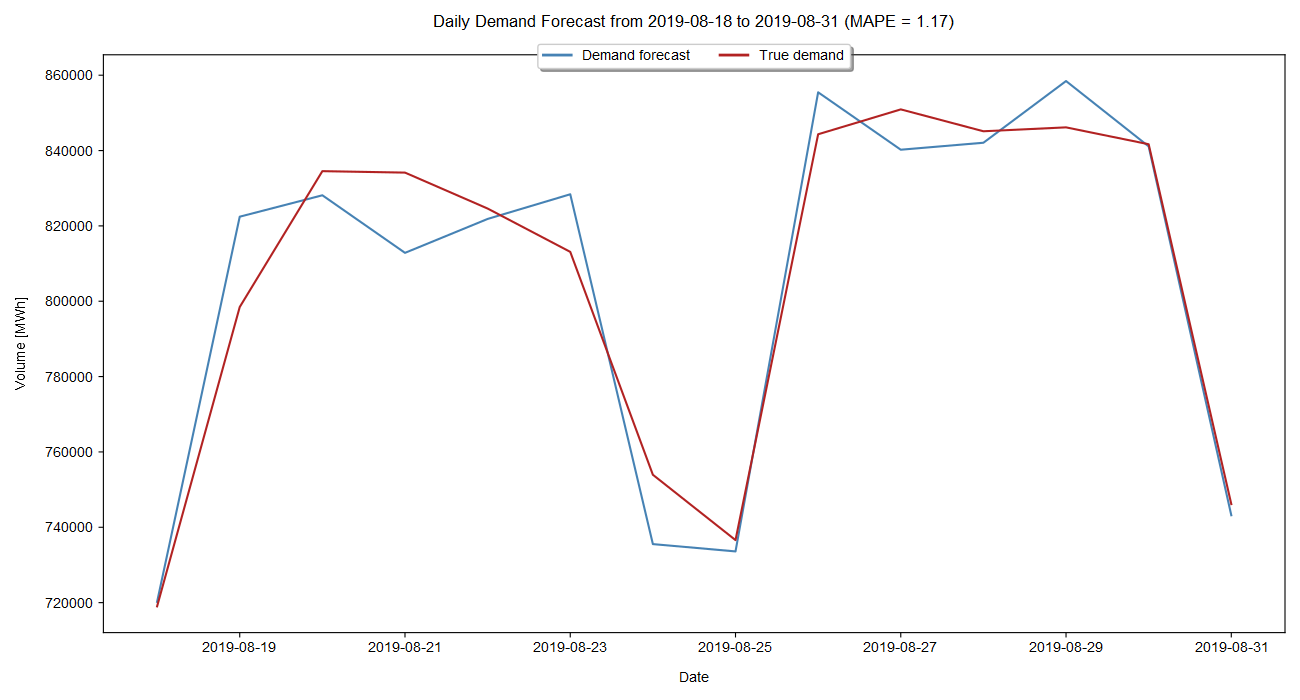 Daily Demand Forecast from 2019-08-18 to 2019-08-31 (MAPE = 1.17)
Demand forecast True demand
860000
840000
820000
800000
780000
760000
740000
720000
Volume [MWh]
2019-08-19 2019-08-21 2019-08-23 2019-08-25 2019-08-27 2019-08-29 2019-08-31
Date